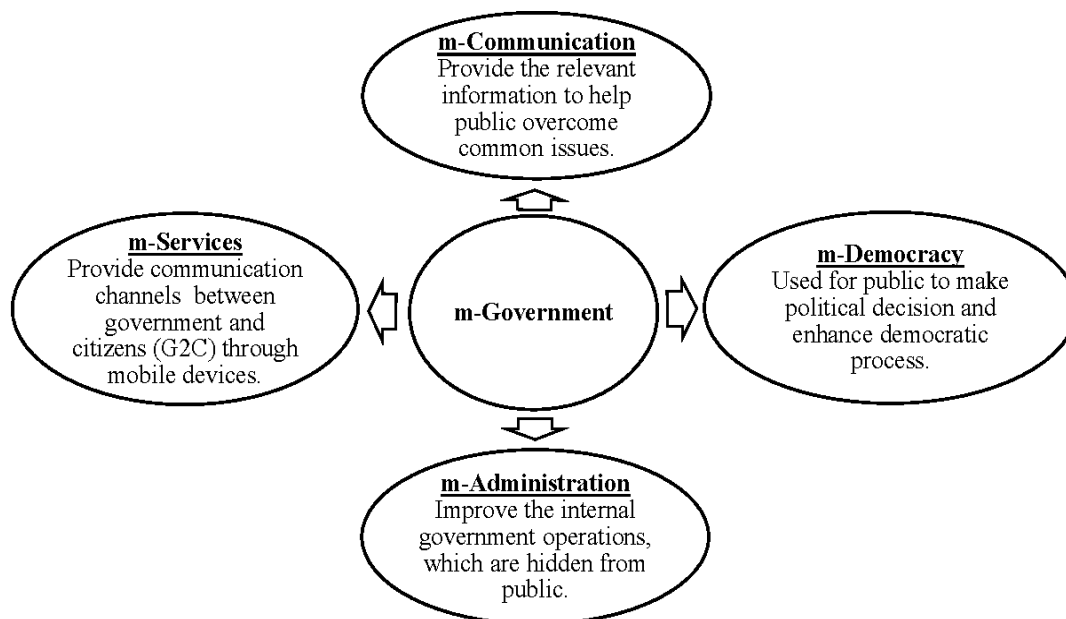 m-Communication
Provide the relevant
information to help
public overcome
common issues.
m-Services
Provide communication
channels between
government and
citizens (G2C) through
mobile devices.
m-Government
m-Democracy
Used for public to make
political decision and
enhance democratic
process.
m-Administration
Improve the internal
government operations,
which are hidden from
public.